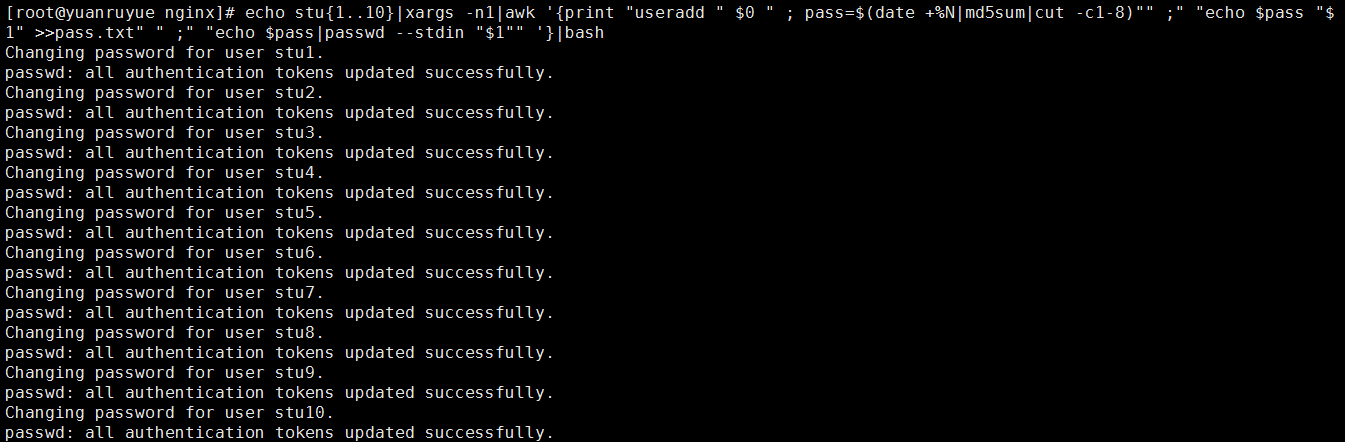 [root@yuanruyue nginx]# echo stu{1..10}|xargs -n1|awk '{print "useradd " $0 " ; pass=$(date +%N|md5sum|cut -c1-8)"" ;" "echo $pass "$
1" >>pass.txt" " ;" "echo $pass|passwd --stdin "$1"" '}|bash
Changing password for user stu1.
passwd: all authentication tokens updated successfully.
Changing password for user stu2.
passwd: all authentication tokens updated successfully.
Changing password for user stu3.
passwd: all authentication tokens updated successfully.
Changing password for user stu4.
passwd: all authentication tokens updated successfully.
Changing password for user stu5.
passwd: all authentication tokens updated successfully.
Changing password for user stu6.
passwd: all authentication tokens updated successfully.
Changing password for user stu7.
passwd: all authentication tokens updated successfully.
Changing password for user stu8.
passwd: all authentication tokens updated successfully.
Changing password for user stu9.
passwd: all authentication tokens updated successfully.
Changing password for user stu10.
passwd: all authentication tokens updated successfully.